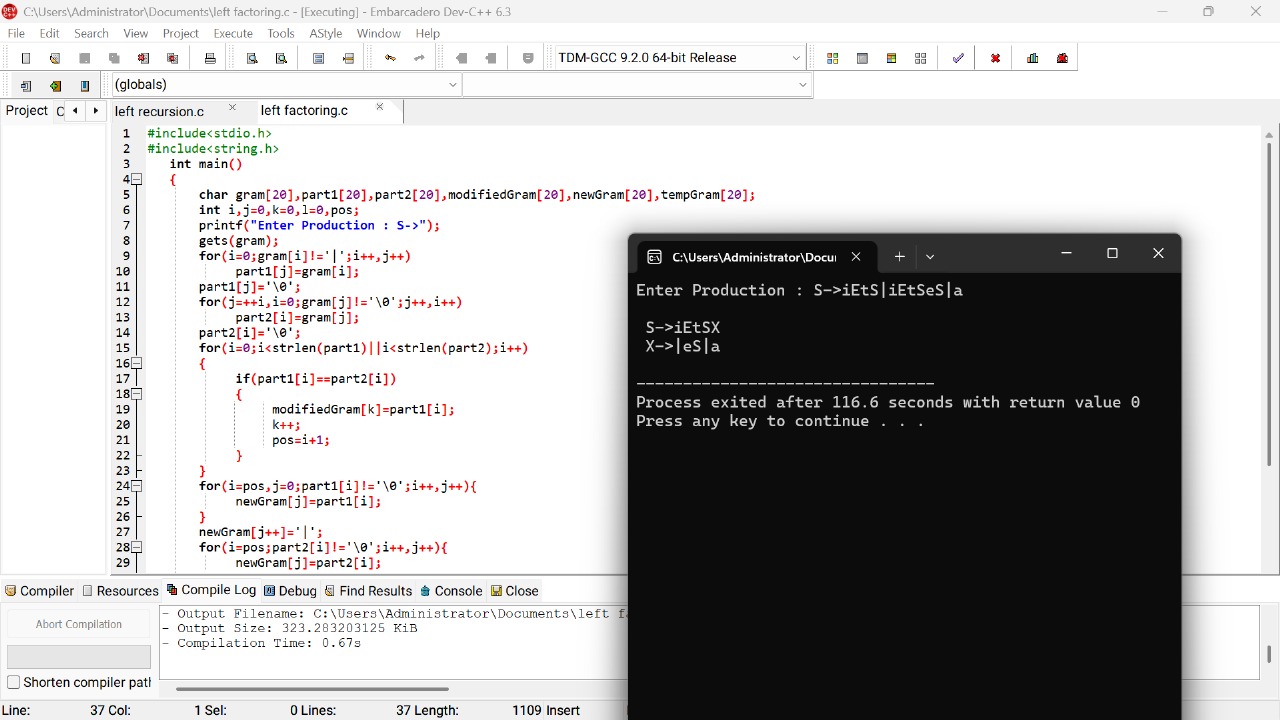 C:\Users\Administrator\Documents\left factoring.c - [Executing] - Embarcadero Dev-C++ 6.3
File Edit Search View Project Execute Tools AStyle Window Help
TDM-GCC 9.2.0 64-bit Release
(globals)
Project left recursion.c left factoring.c
1 #include<stdio.h>
2 #include<string.h>
3 int main()
4 {
5 char gram[20],part1[20],part2[20],modifiedGram[20],newGram[20],tempGram[20];
6 int i,j=0,k=0,l=0,pos;
7 printf("Enter Production : S->");
8 gets(gram);
9 for(i=0;gram[i]!='|';i++,j++)
10 part1[j]=gram[i];
11 part1[j]='\0';
12 for(j=++i,i=0;gram[j]!='\0';j++,i++)
13 part2[i]=gram[j];
14 part2[i]='\0';
15 for(i=0;i<strlen(part1)||i<strlen(part2);i++)
16 {
17 if(part1[i]==part2[i])
18 {
19 modifiedGram[k]=part1[i];
20 k++;
21 pos=i+1;
22 }
23 }
24 for(i=pos,j=0;part1[i]!='\0';i++,j++){
25 newGram[j]=part1[i];
26 }
27 newGram[j++]='|';
28 for(i=pos;part2[i]!='\0';i++,j++){
29 newGram[j]=part2[i];
C:\Users\Administrator\Docu
Enter Production : S->iEtS|iEtSeS|a
S->iEtSX
X->|eS|a
--------------------------------
Process exited after 116.6 seconds with return value 0
Press any key to continue . . .
Compiler Resources Compile Log Debug Find Results Console Close
Abort Compilation
Shorten compiler path
- Output Filename: C:\Users\Administrator\Documents\left
- Output Size: 323.283203125 KiB
- Compilation Time: 0.67s
Line: 37 Col: 1 Sel: 0 Lines: 37 Length: 1109 Insert